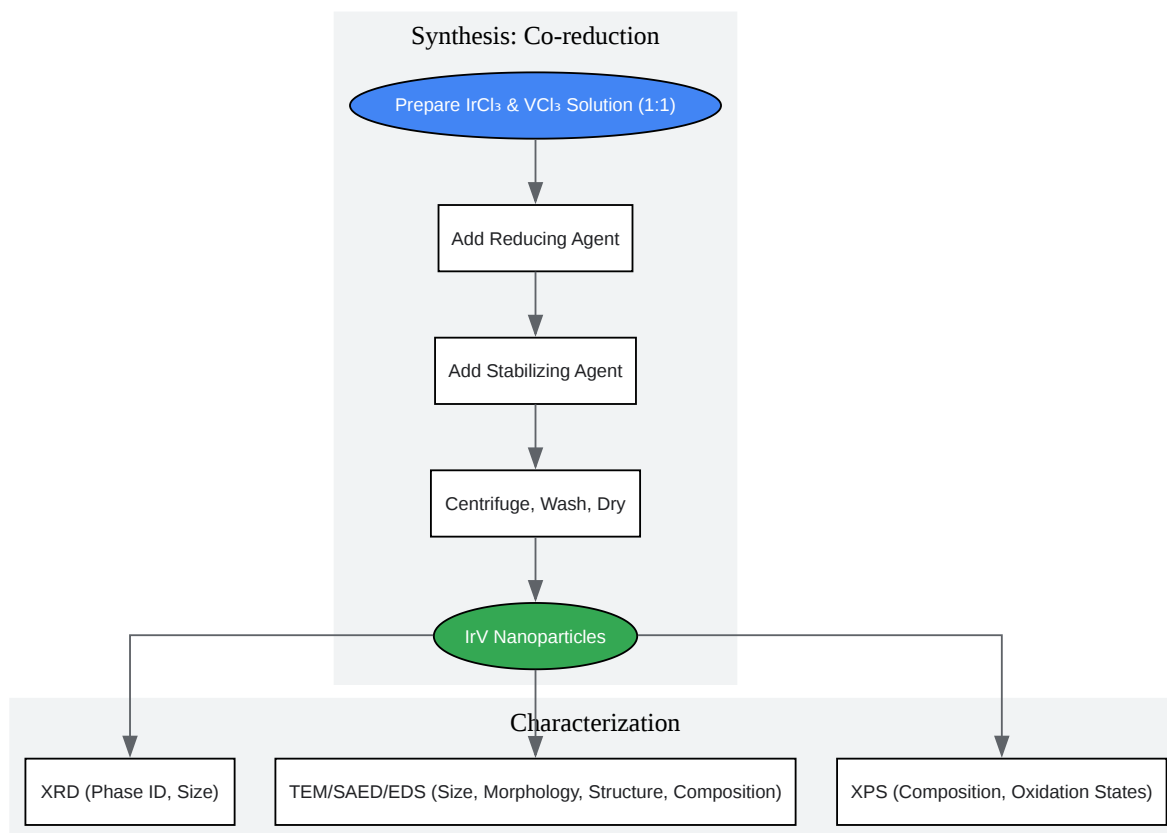 Synthesis: Co-reduction
Prepare IrCl₃ & VCl₃ Solution (1:1)
Add Reducing Agent
Add Stabilizing Agent
Centrifuge, Wash, Dry
IrV Nanoparticles
Characterization
XRD (Phase ID, Size)
TEM/SAED/EDS (Size, Morphology, Structure, Composition)
XPS (Composition, Oxidation States)